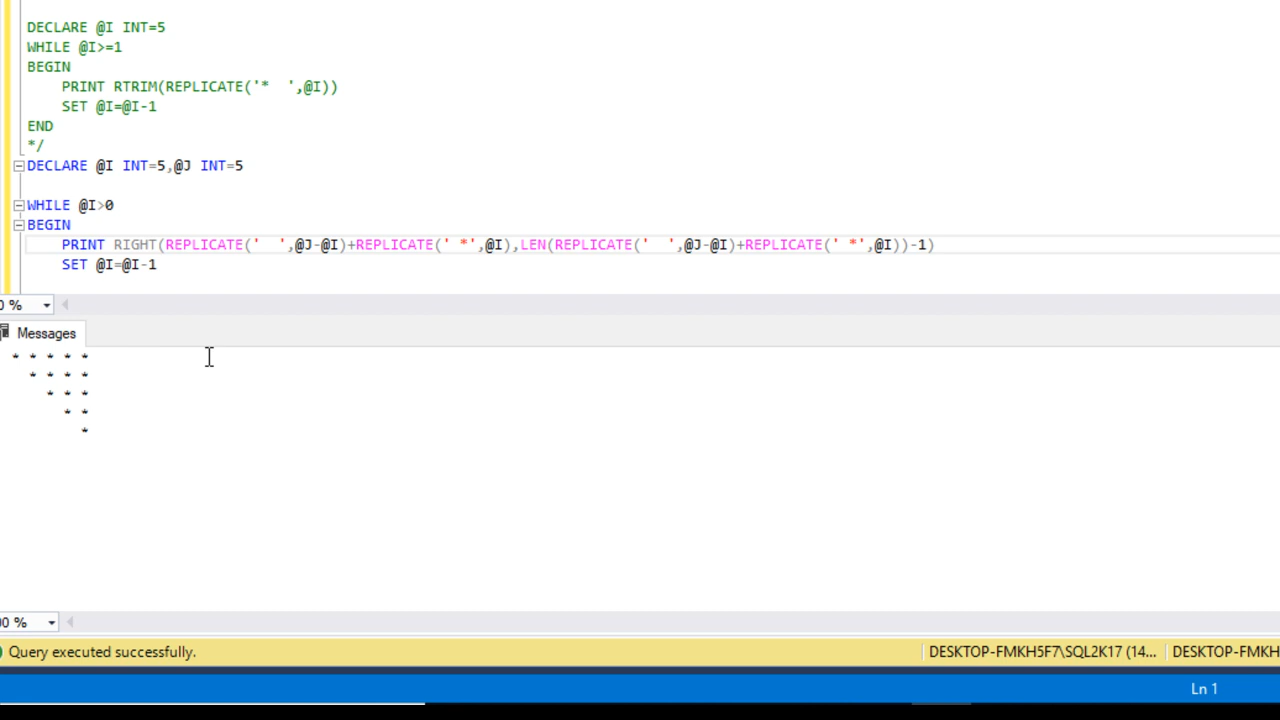 DECLARE @I INT=5
WHILE @I>=1
BEGIN
    PRINT RTRIM(REPLICATE('*  ',@I))
    SET @I=@I-1
END
*/
DECLARE @I INT=5,@J INT=5
WHILE @I>0
BEGIN
    PRINT RIGHT(REPLICATE('  ',@J-@I)+REPLICATE(' *',@I),LEN(REPLICATE('  ',@J-@I)+REPLICATE(' *',@I))-1)
    SET @I=@I-1
0 %
Messages
* * * * *
  * * * *
    * * *
      * *
        *
00 %
Query executed successfully.
DESKTOP-FMKH5F7\SQL2K17 (14...
DESKTOP-FMKH
Ln 1